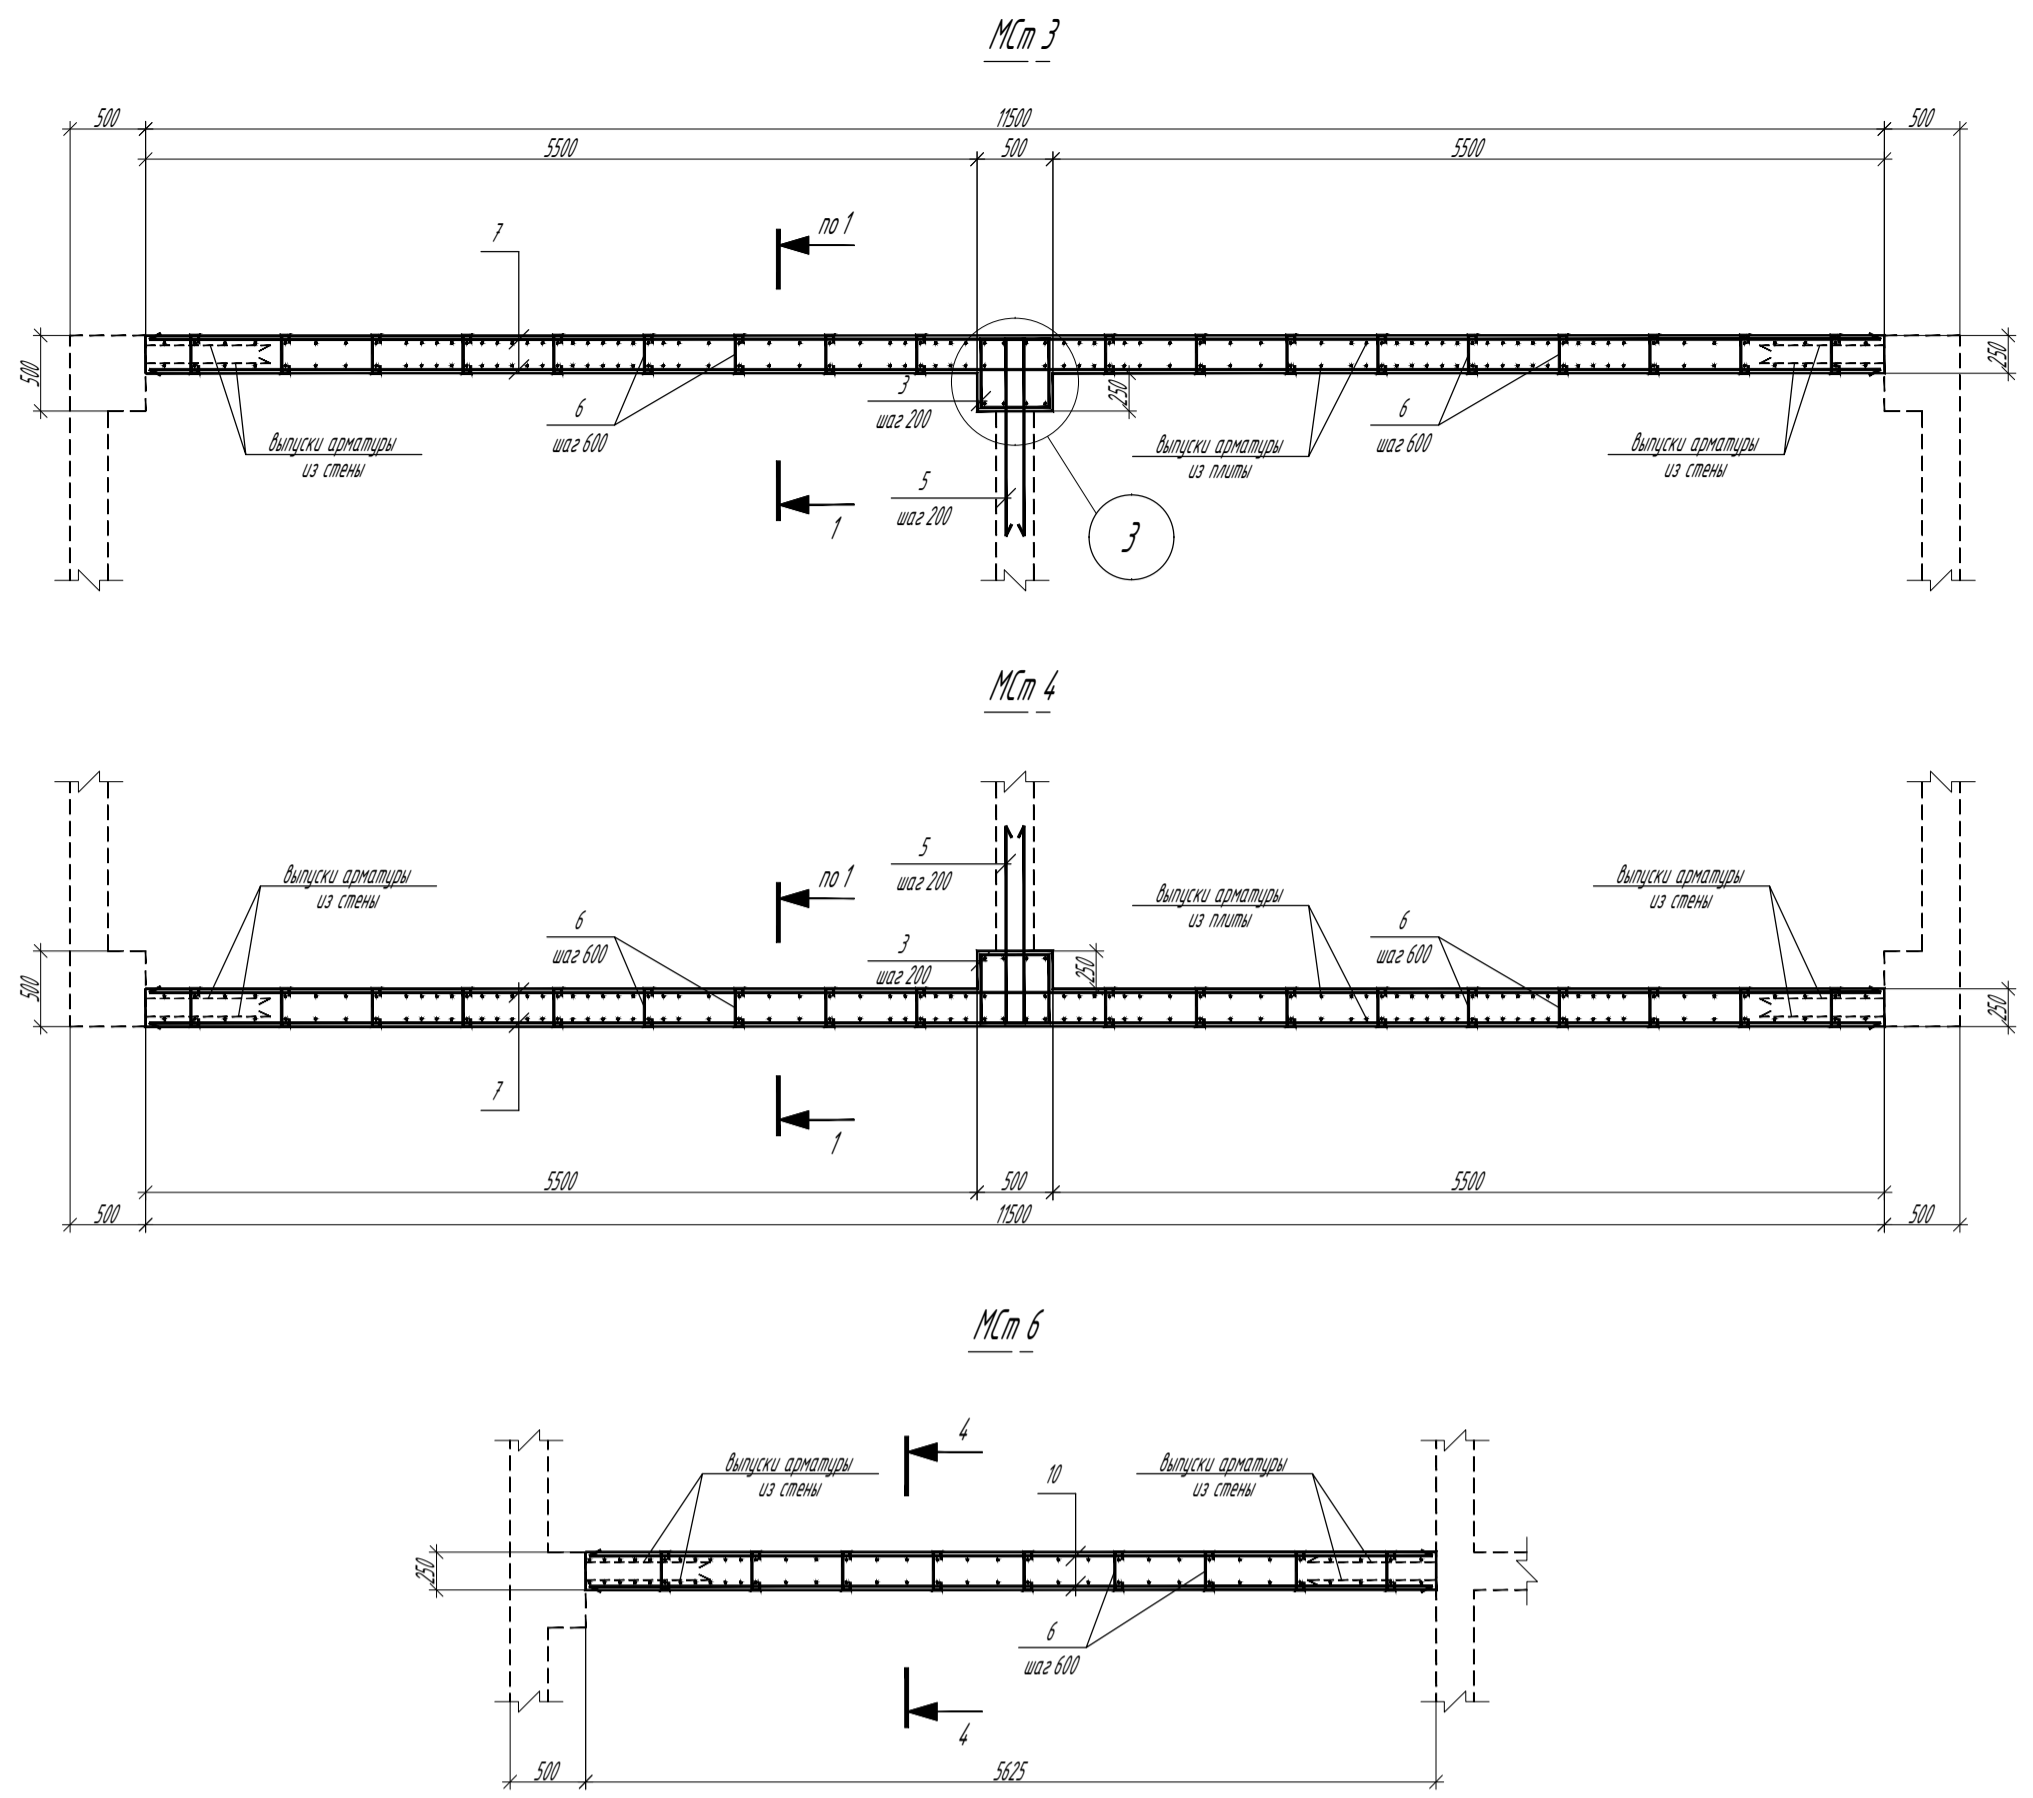 МСт 3
500
11500
500
5500
500
5500
7
по 1
500
250
250
3
шаг 200
6
шаг 600
6
шаг 600
выпуски арматуры
из стены
выпуски арматуры
из плиты
выпуски арматуры
из стены
5
шаг 200
1
3
МСт 4
выпуски арматуры
из стены
6
шаг 600
по 1
5
шаг 200
3
шаг 200
выпуски арматуры
из плиты
6
шаг 600
выпуски арматуры
из стены
500
250
250
7
1
5500
500
5500
500
11500
500
МСт 6
4
выпуски арматуры
из стены
10
выпуски арматуры
из стены
250
6
шаг 600
4
500
5625